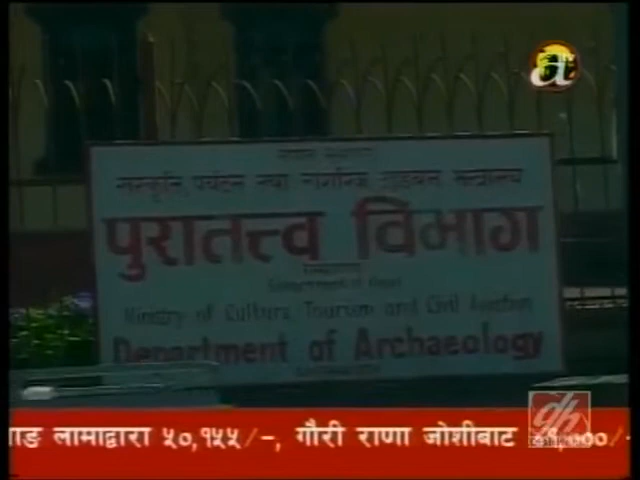 संस्कृति, पर्यटन तथा नागरिक उड्डयन मन्त्रालय
पुरातत्त्व विभाग
Ministry of Culture Tourism and Civil Aviation
Department of Archaeology
लामाद्वारा ५०,१५५/-, गौरी राणा जोशीबाट